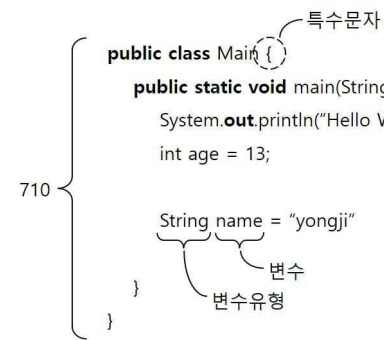 특수문자
public class Main {
public static void main(String
System.out.println("Hello
int age = 13;
710
String name = "yongji"
변수
}
변수유형
}